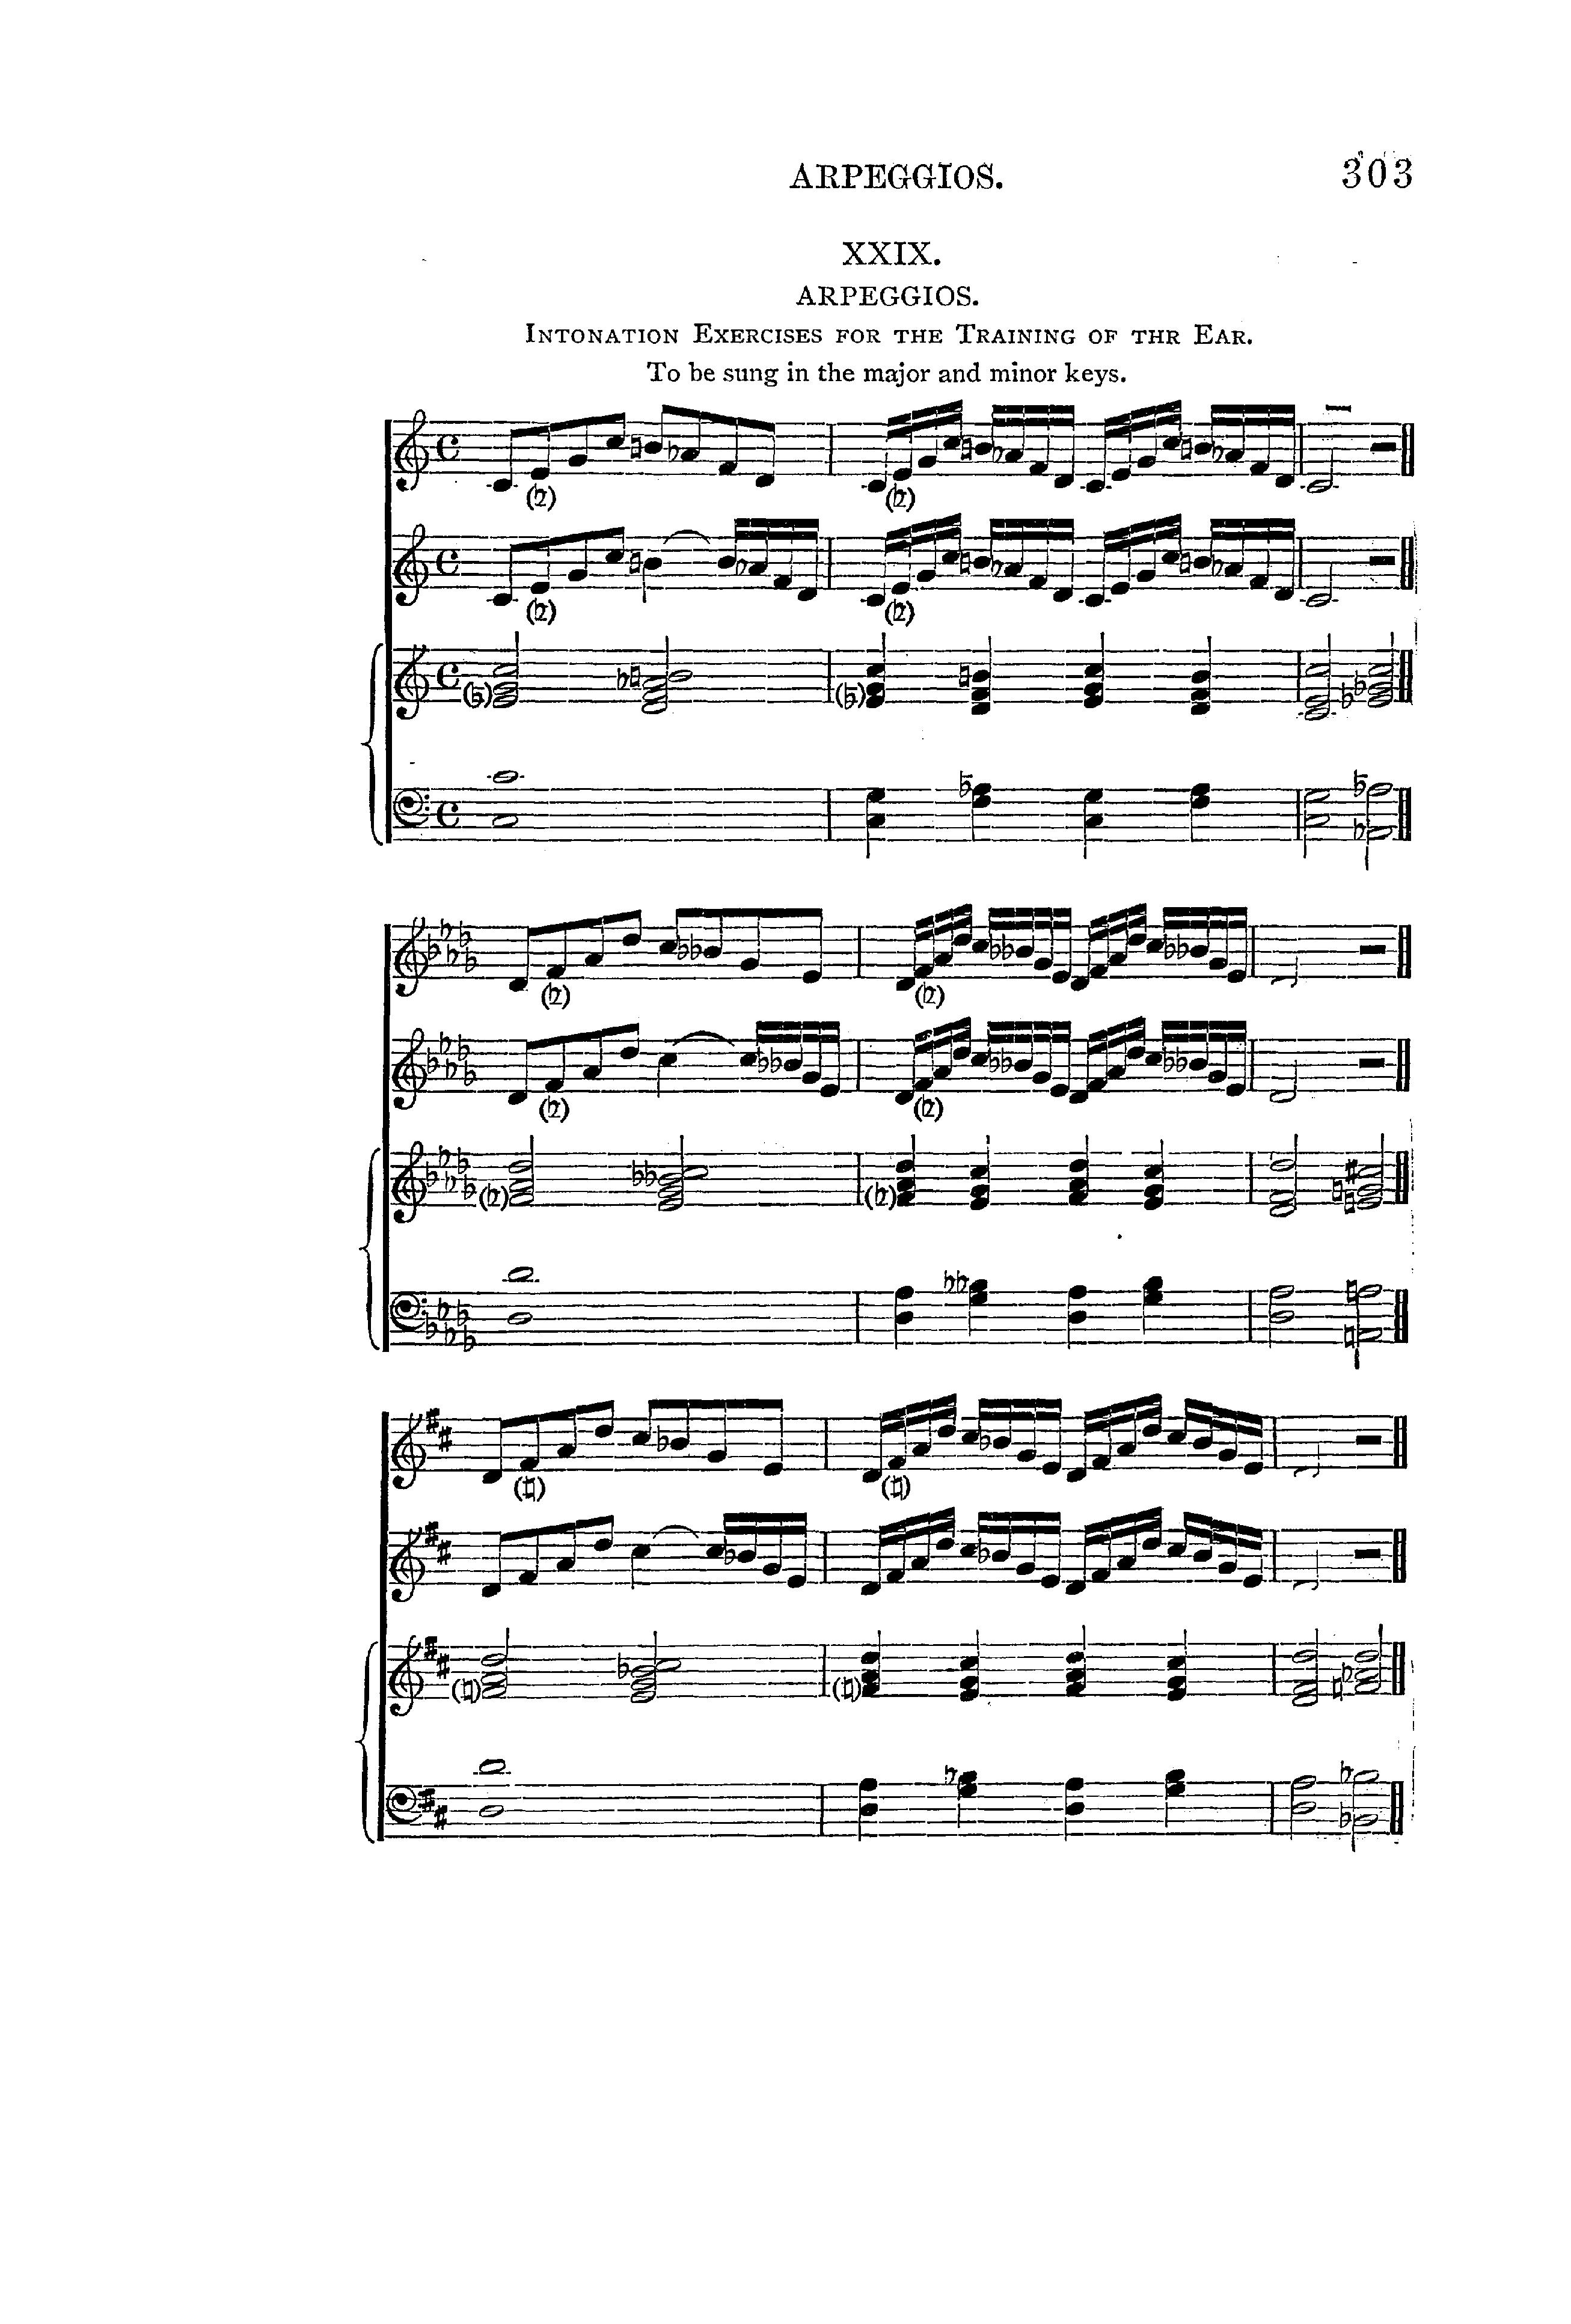 ARPEGGIOS. 303
XXIX.
ARPEGGIOS.
INTONATION EXERCISES FOR THE TRAINING OF THR EAR.
To be sung in the major and minor keys.